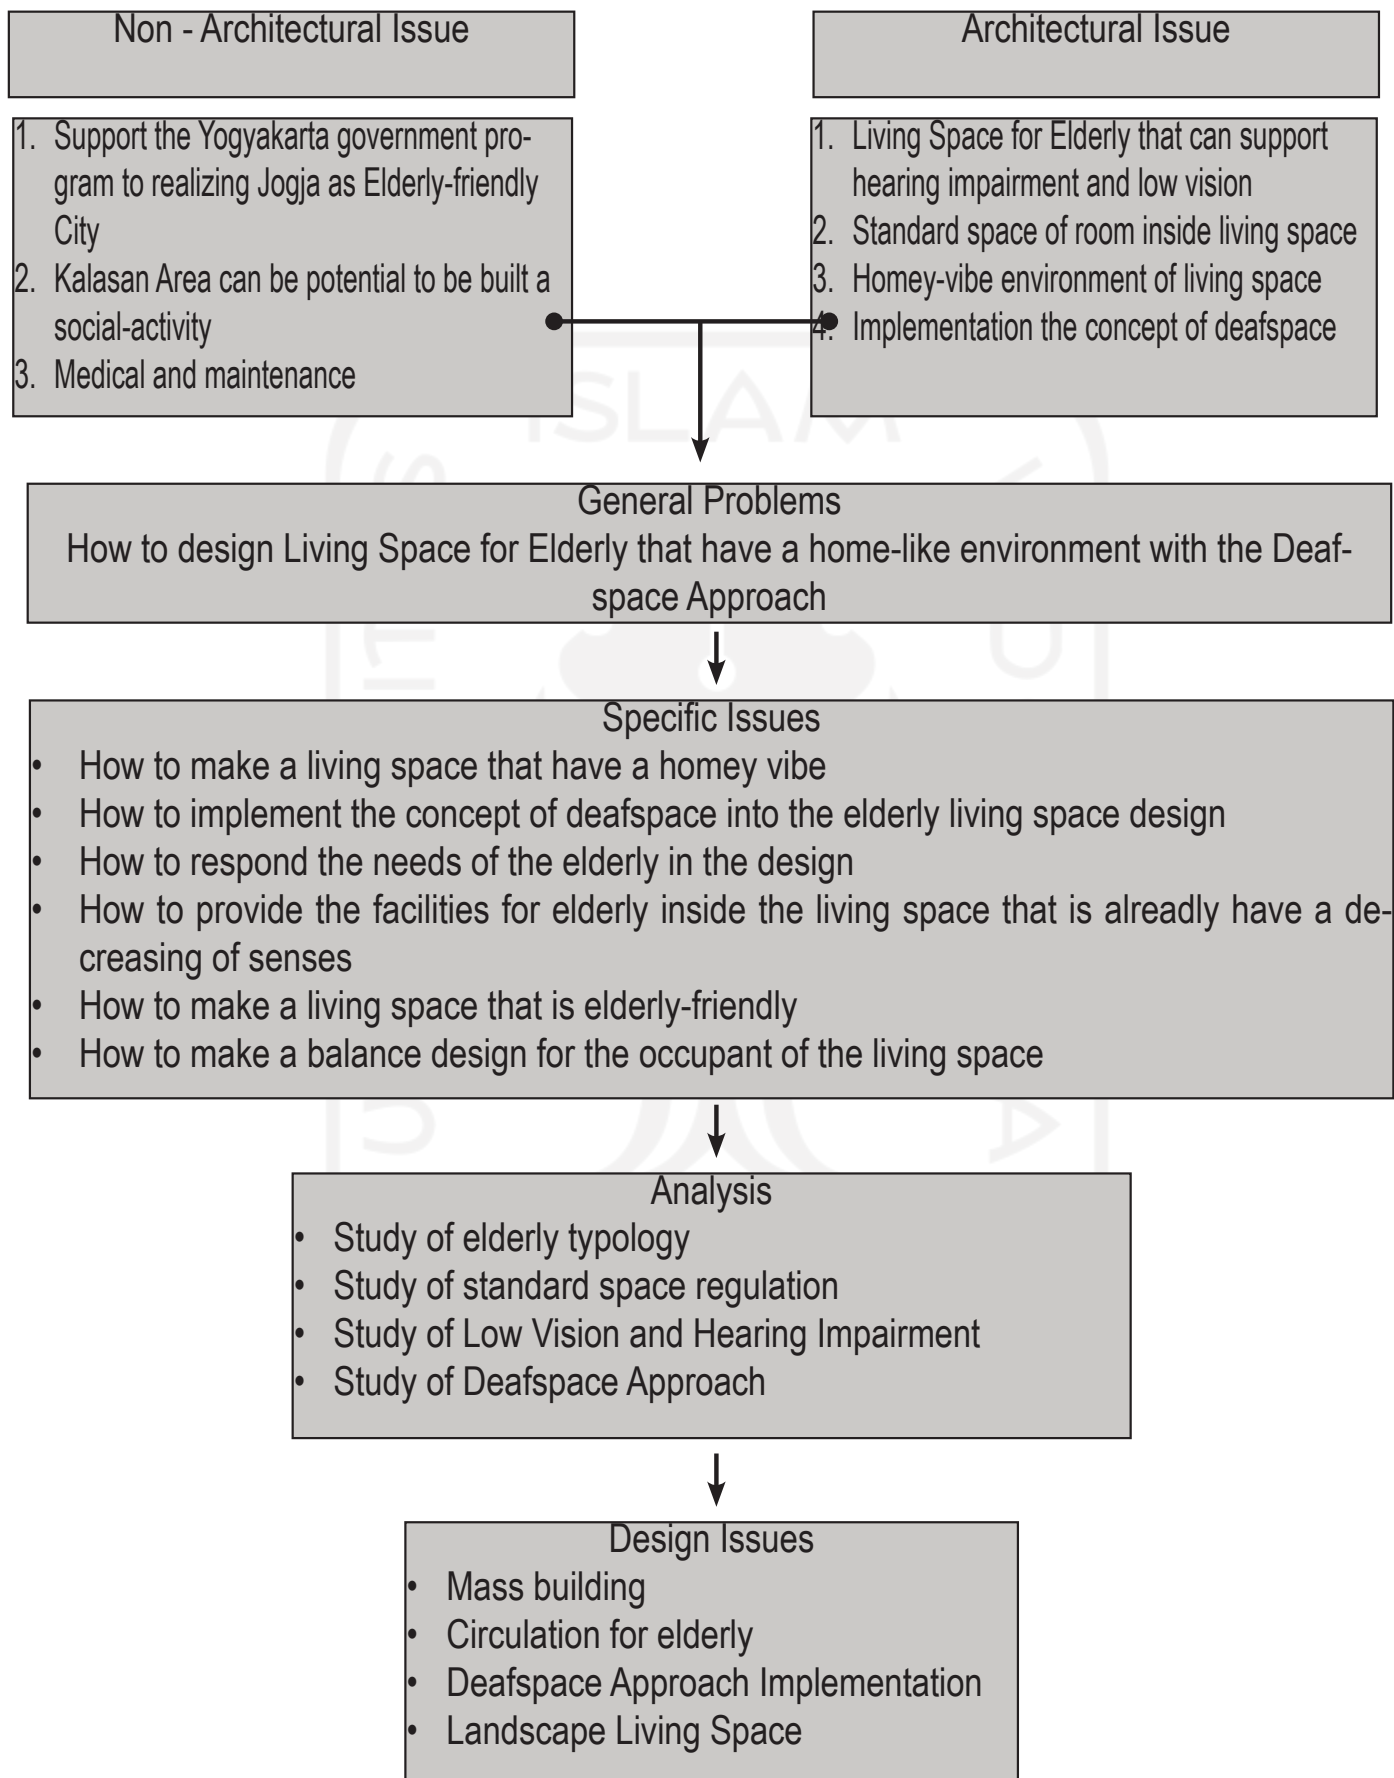 Non - Architectural Issue
1. Support the Yogyakarta government pro-
gram to realizing Jogja as Elderly-friendly
City
2. Kalasan Area can be potential to be built a
social-activity
3. Medical and maintenance
Architectural Issue
1. Living Space for Elderly that can support
hearing impairment and low vision
2. Standard space of room inside living space
3. Homey-vibe environment of living space
4. Implementation the concept of deafspace
General Problems
How to design Living Space for Elderly that have a home-like environment with the Deaf-
space Approach
Specific Issues
• How to make a living space that have a homey vibe
• How to implement the concept of deafspace into the elderly living space design
• How to respond the needs of the elderly in the design
• How to provide the facilities for elderly inside the living space that is alreadly have a de-
creasing of senses
• How to make a living space that is elderly-friendly
• How to make a balance design for the occupant of the living space
Analysis
• Study of elderly typology
• Study of standard space regulation
• Study of Low Vision and Hearing Impairment
• Study of Deafspace Approach
Design Issues
• Mass building
• Circulation for elderly
• Deafspace Approach Implementation
• Landscape Living Space
ISLAM